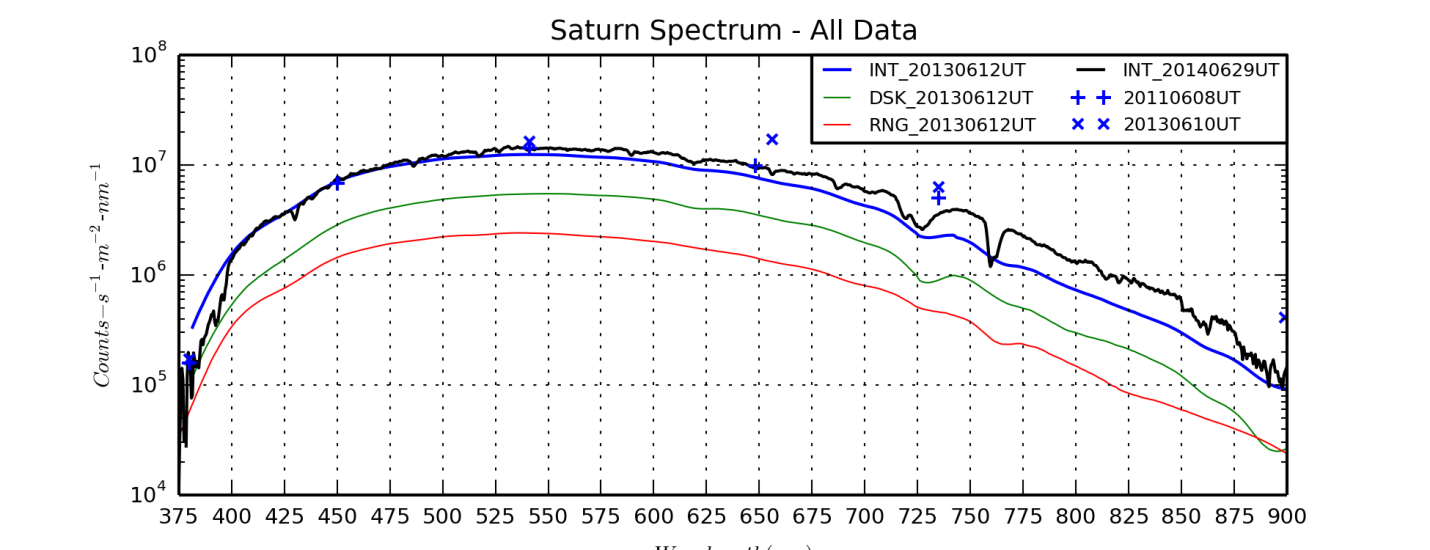 Saturn Spectrum - All Data
10^8
10^7
10^6
10^5
10^4
Counts−s^−1-m^−2-nm^−1
INT_20130612UT
DSK_20130612UT
RNG_20130612UT
INT_20140629UT
20110608UT
20130610UT
375 400 425 450 475 500 525 550 575 600 625 650 675 700 725 750 775 800 825 850 875 900